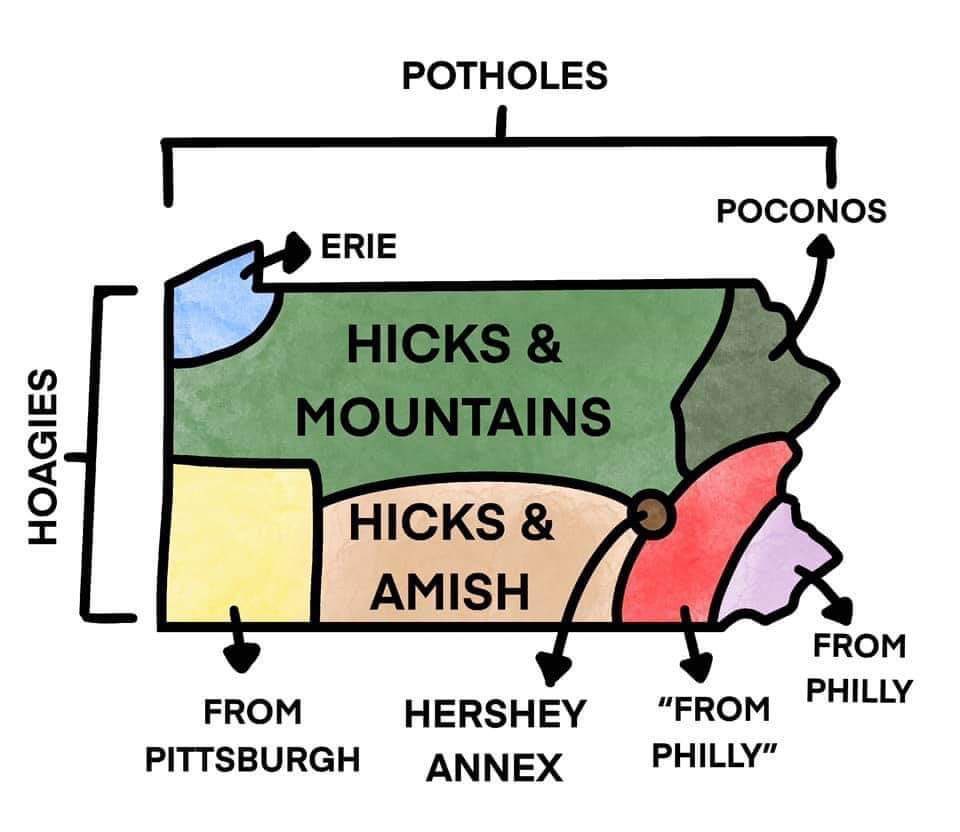 POTHOLES
POCONOS
ERIE
HOAGIES
HICKS &
MOUNTAINS
HICKS &
AMISH
FROM
PITTSBURGH
HERSHEY
ANNEX
“FROM
PHILLY”
FROM
PHILLY